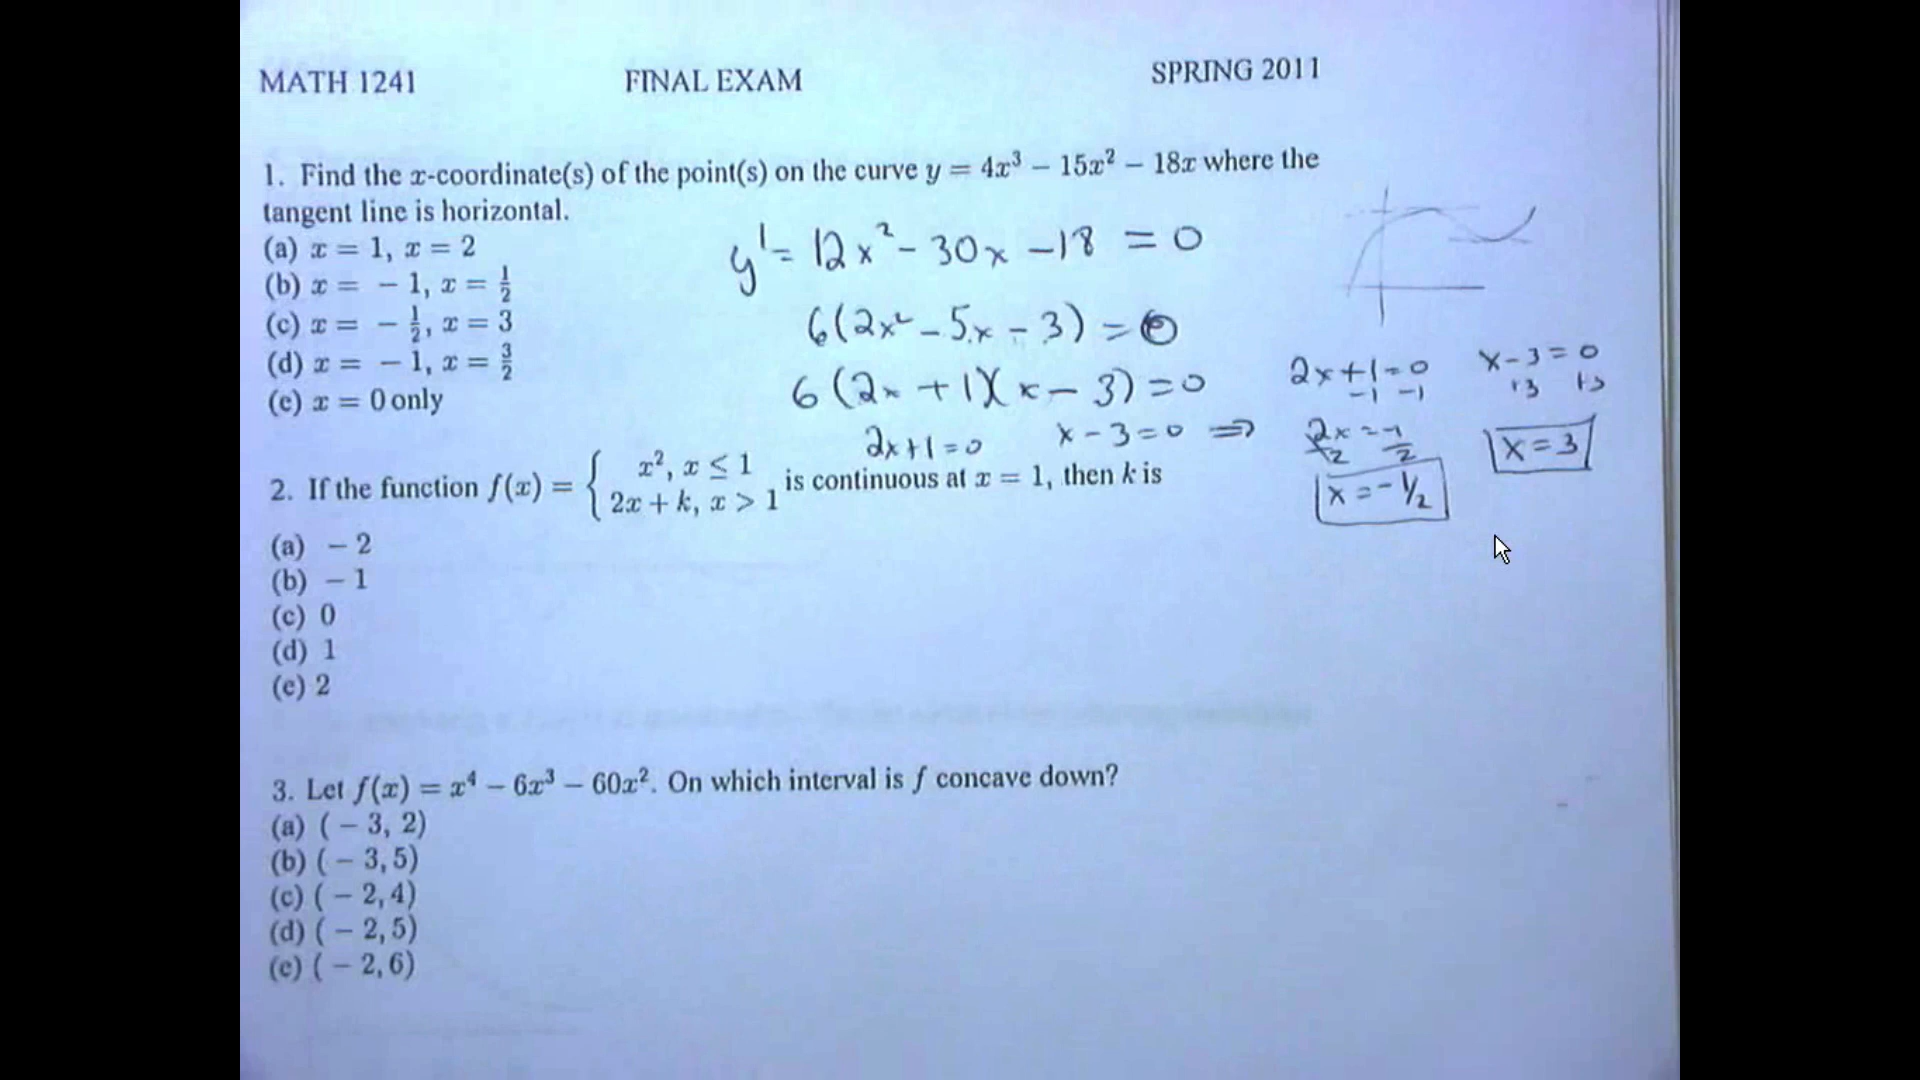 MATH 1241 FINAL EXAM SPRING 2011
1. Find the x-coordinate(s) of the point(s) on the curve y = 4x³ − 15x² − 18x where the
tangent line is horizontal.
(a) x = 1, x = 2
(b) x = − 1, x = 1/2
(c) x = − 1/2, x = 3
(d) x = − 1, x = 3/2
(e) x = 0 only
y' = 12x² − 30x − 18 = 0
6(2x² − 5x − 3) = 0
6(2x + 1)(x − 3) = 0
2x+1=0 x − 3 = 0 ⇒
2x+1=0 x−3=0
−1 −1 +3 +3
2x = −1 x = 3
2 2
x = −1/2
2. If the function f(x) = { x², x ≤ 1
2x + k, x > 1 is continuous at x = 1, then k is
(a) − 2
(b) − 1
(c) 0
(d) 1
(e) 2
3. Let f(x) = x⁴ − 6x³ − 60x². On which interval is f concave down?
(a) ( − 3, 2)
(b) ( − 3, 5)
(c) ( − 2, 4)
(d) ( − 2, 5)
(e) ( − 2, 6)